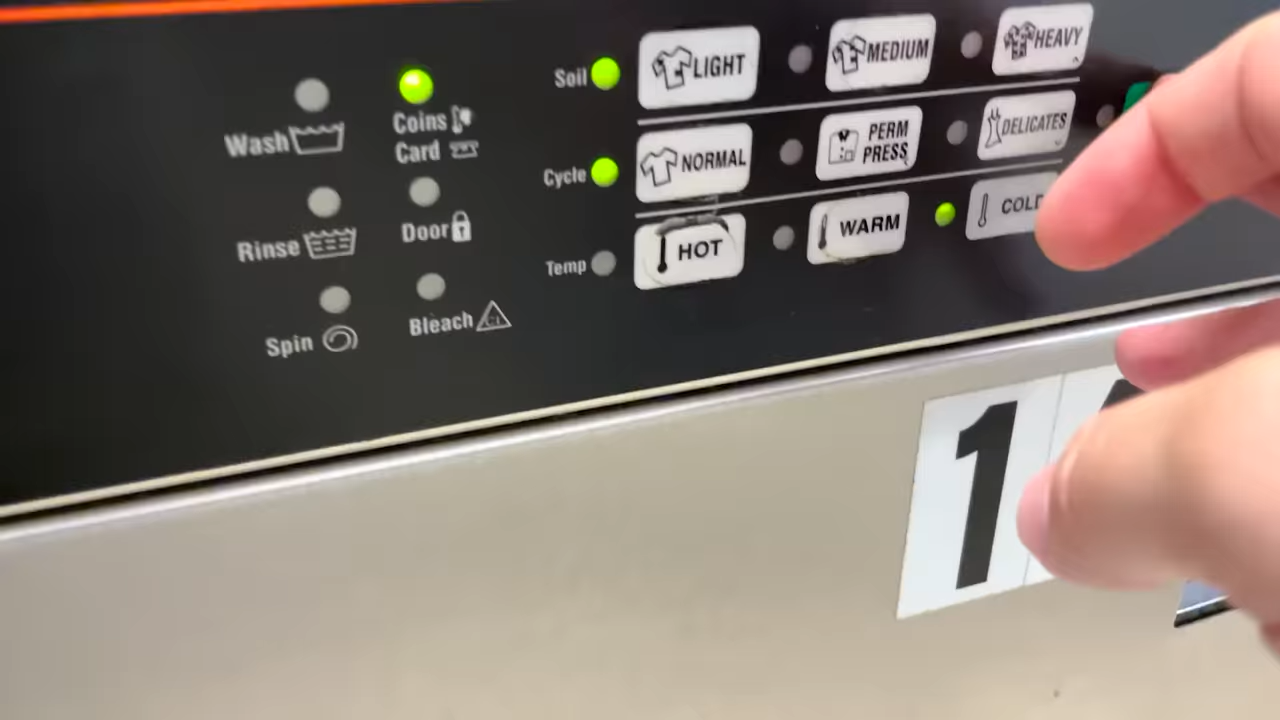 Wash
Coins
Card
Rinse
Door
Spin
Bleach
Soil
LIGHT
MEDIUM
HEAVY
Cycle
NORMAL
PERM
PRESS
DELICATES
Temp
HOT
WARM
COLD
1